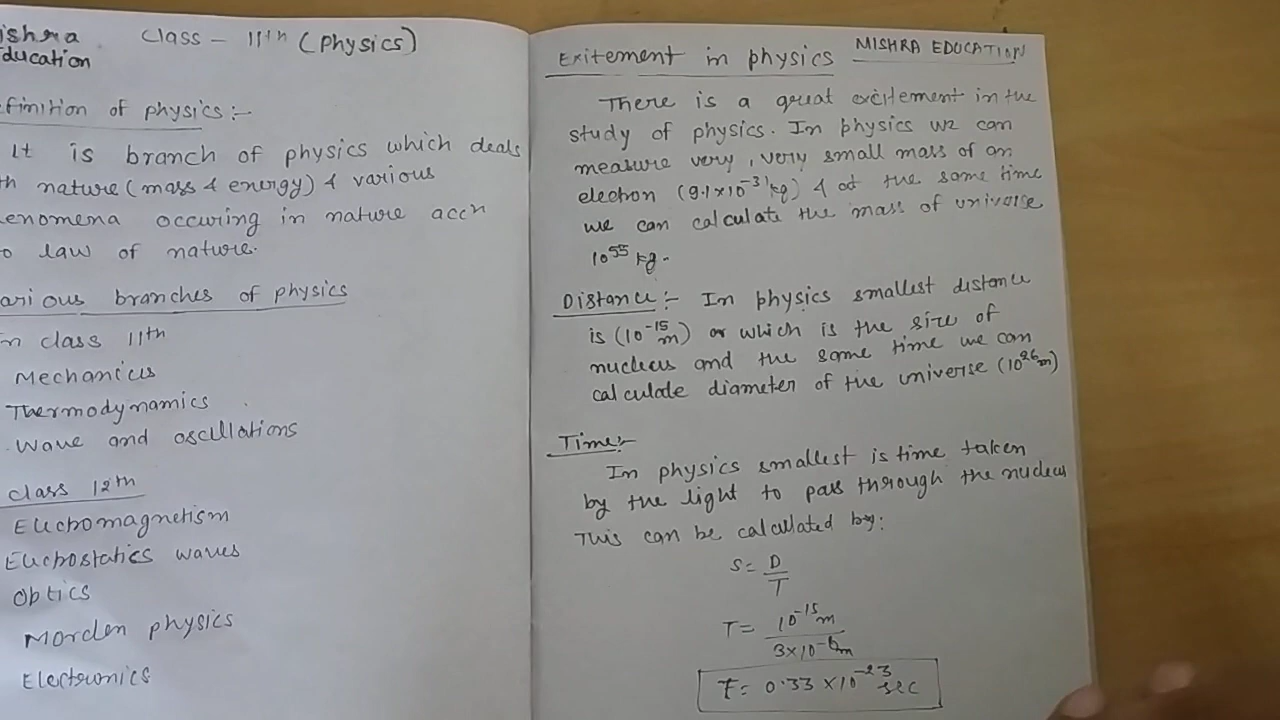 ishra Class - 11th (Physics)
ducation
finition of physics :-
It is branch of physics which deals
th nature (mass & energy) & various
enomena occuring in nature accn
o law of nature.
arious branches of physics
n class 11th
Mechanics
Thermodynamics
Wave and oscillations
class 12th
Eluctromagnetism
Euctrostatics waves
Optics
Morden physics
Electronics
Exitement in physics MISHRA EDUCATION
There is a great excitement in the
study of physics. In physics we can
measure very, very small mass of an
electron (9.1×10⁻³¹kg) & at the same time
we can calculate the mass of universe
10⁵⁵ kg.
Distance :- In physics smallest distance
is (10⁻¹⁵m) or which is the size of
nucleus and the same time we can
calculate diameter of the universe (10²⁶m)
Time:-
In physics smallest is time taken
by the light to pass through the nucleus
This can be calculated by:
S = D/T
T = 10⁻¹⁵m
3×10⁻⁸m
T = 0.33 × 10⁻²³ sec